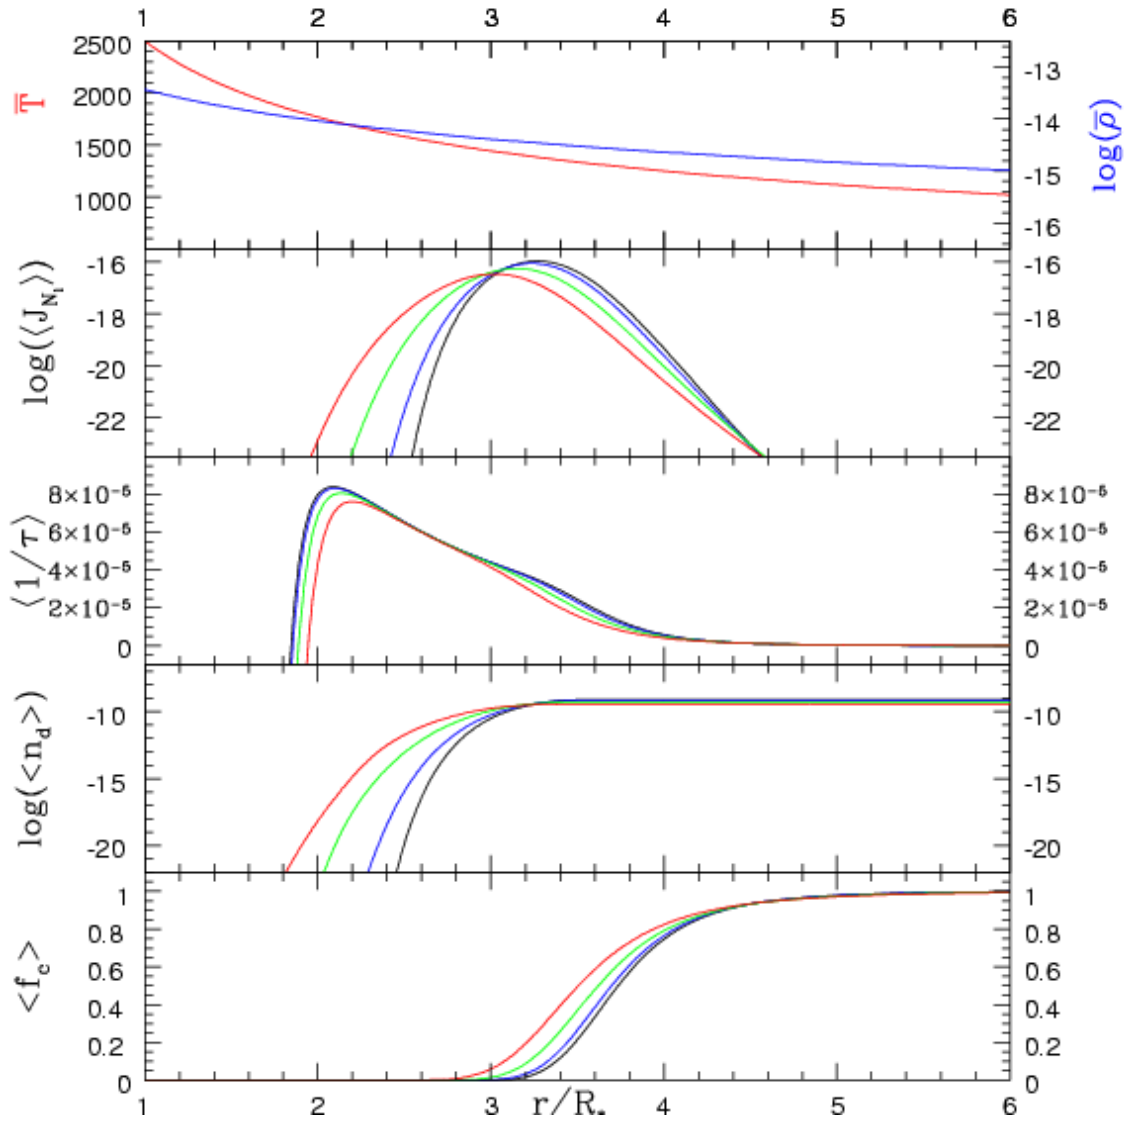 1 2 3 4 5 6
2500
2000
1500
1000
T̿
-13
-14
-15
-16
log(ρ̅)
-16 -16
-18 -18
-20 -20
-22 -22
log(⟨J_{N_1}⟩)
8×10⁻⁵ 8×10⁻⁵
6×10⁻⁵ 6×10⁻⁵
4×10⁻⁵ 4×10⁻⁵
2×10⁻⁵ 2×10⁻⁵
0 0
⟨1/τ⟩
-10 -10
-15 -15
-20 -20
log(<n_d>)
1 1
0.8 0.8
0.6 0.6
0.4 0.4
0.2 0.2
0 0
<f_c>
1 2 3 4 5 6
r/R_*